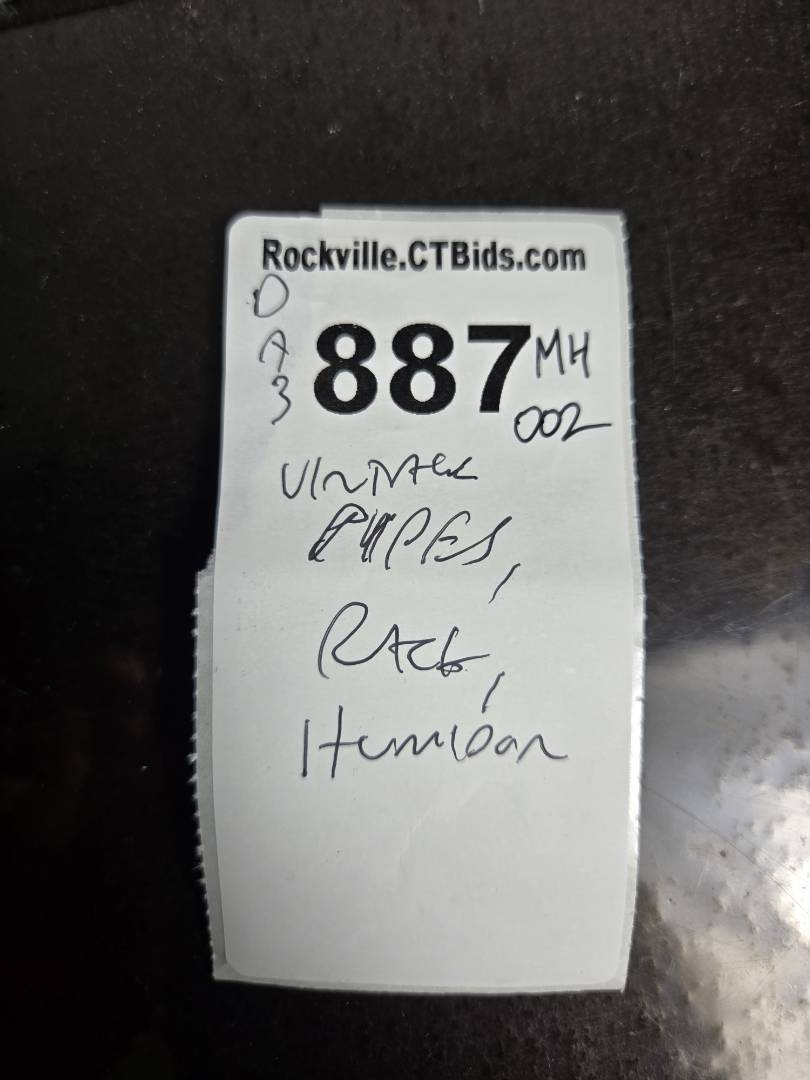 Rockville.CTBids.com
D
A
3
887
MH
002
VINTAGE
PIPES,
RACK,
Humidor